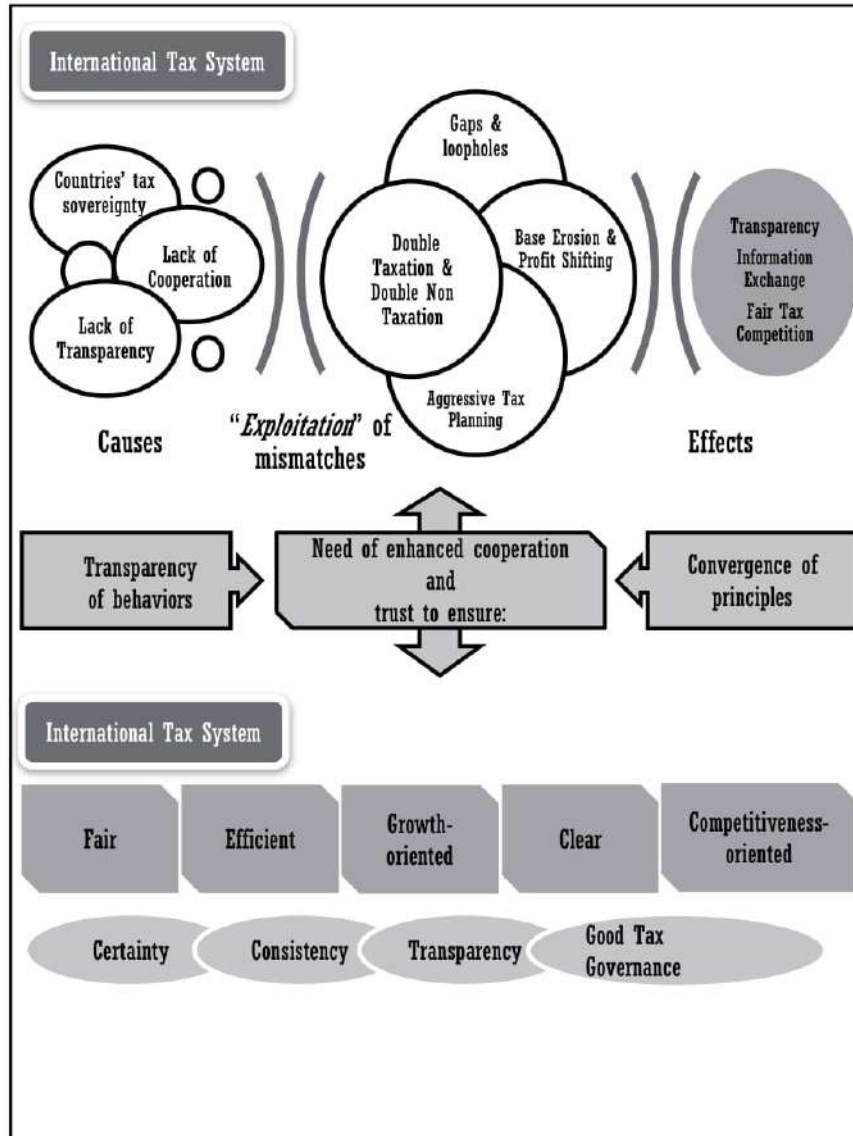 International Tax System
Countries' tax
sovereignty
Lack of
Cooperation
Lack of
Transparency
Causes
Gaps &
loopholes
Double
Taxation &
Double Non
Taxation
Base Erosion &
Profit Shifting
Aggressive Tax
Planning
"Exploitation" of
mismatches
Transparency
Information
Exchange
Fair Tax
Competition
Effects
Transparency
of behaviors
Need of enhanced cooperation
and
trust to ensure:
Convergence of
principles
International Tax System
Fair
Efficient
Growth-
oriented
Clear
Competitiveness-
oriented
Certainty
Consistency
Transparency
Good Tax
Governance